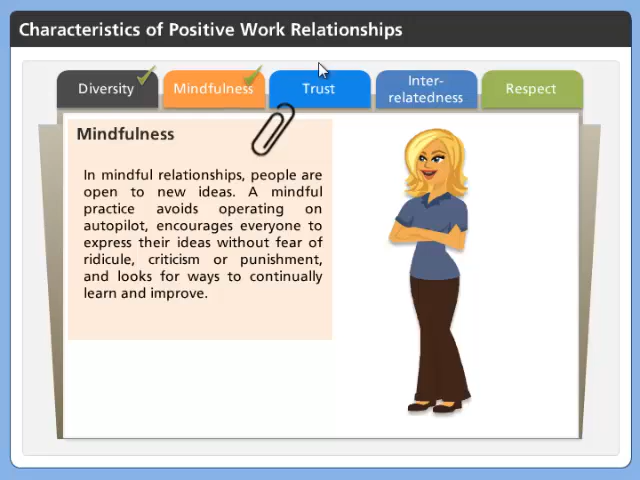 Characteristics of Positive Work Relationships
Diversity
Mindfulness
Trust
Inter-
relatedness
Respect
Mindfulness
In mindful relationships, people are
open to new ideas. A mindful
practice avoids operating on
autopilot, encourages everyone to
express their ideas without fear of
ridicule, criticism or punishment,
and looks for ways to continually
learn and improve.